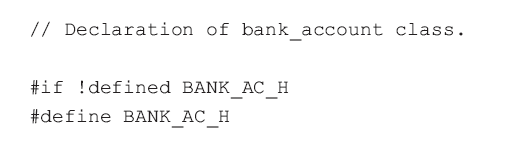 // Declaration of bank_account class.
#if !defined BANK_AC_H
#define BANK_AC_H